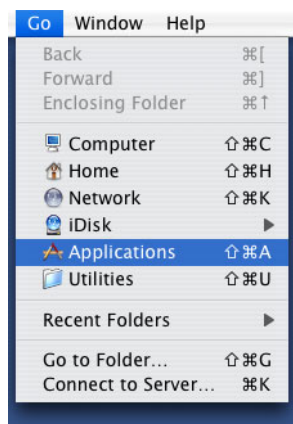 Go Window Help
Back ⌘[
Forward ⌘]
Enclosing Folder ⌘↑
Computer ⇧⌘C
Home ⇧⌘H
Network ⇧⌘K
iDisk ▶
Applications ⇧⌘A
Utilities ⇧⌘U
Recent Folders ▶
Go to Folder... ⇧⌘G
Connect to Server... ⌘K